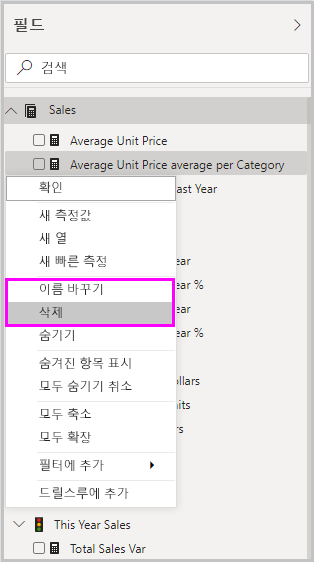 필드
검색
Sales
Average Unit Price
Average Unit Price average per Category
확인
ast Year
새 측정값
새 열
새 빠른 측정
ear
이름 바꾸기
ear %
삭제
ear
숨기기
ear %
숨겨진 항목 표시
모두 숨기기 취소
ollars
모두 축소
nits
모두 확장
rs
필터에 추가
드릴스루에 추가
This Year Sales
Total Sales Var